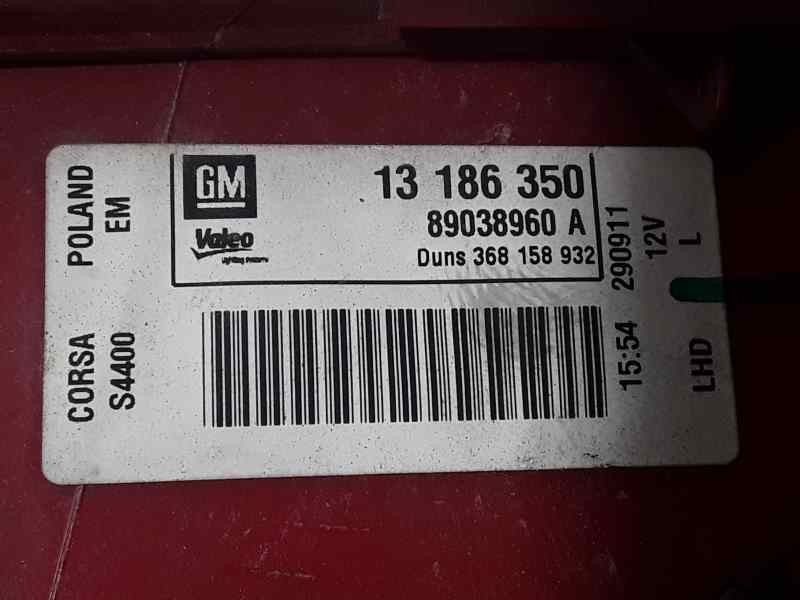 GM
13 186 350
Valeo
89038960 A
Duns 368 158 932
CORSA POLAND
S4400 EM
15:54 290911
12V
LHD L